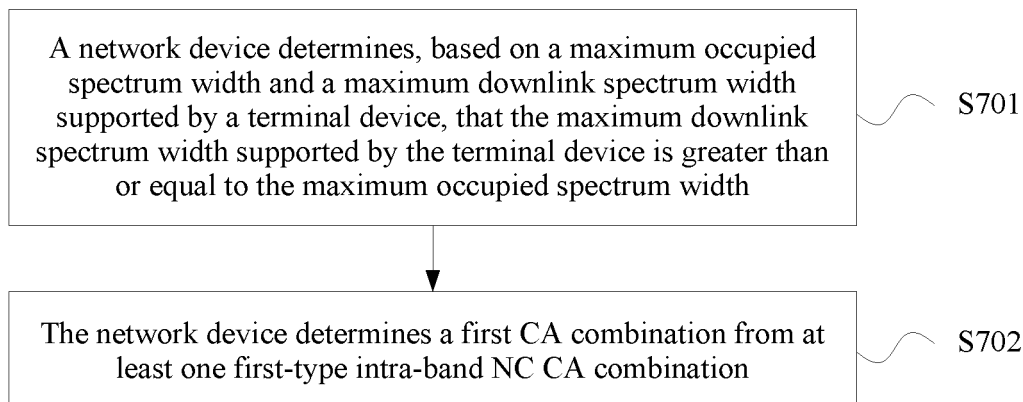 A network device determines, based on a maximum occupied
spectrum width and a maximum downlink spectrum width
supported by a terminal device, that the maximum downlink
spectrum width supported by the terminal device is greater than
or equal to the maximum occupied spectrum width
S701
The network device determines a first CA combination from at
least one first-type intra-band NC CA combination
S702